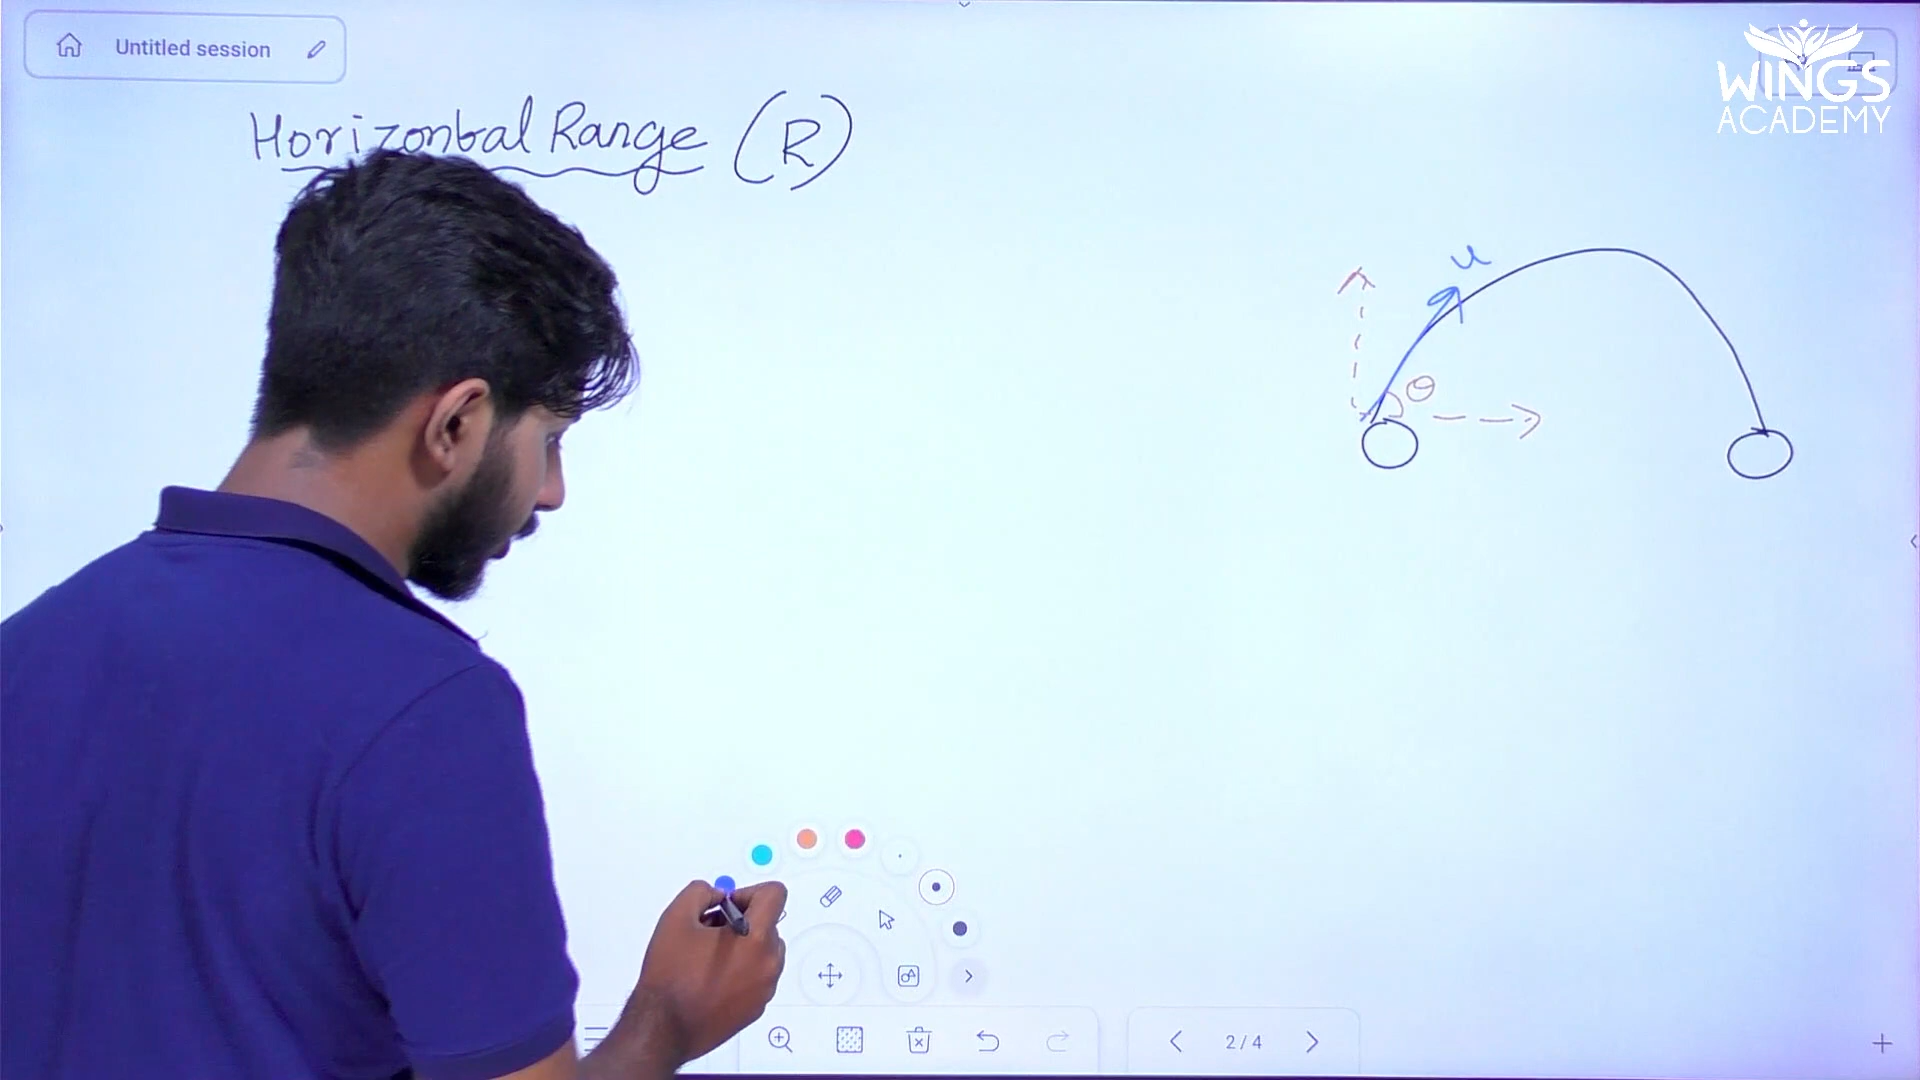 Untitled session
WINGS
ACADEMY
Horizontal Range (R)
u
θ
2/4